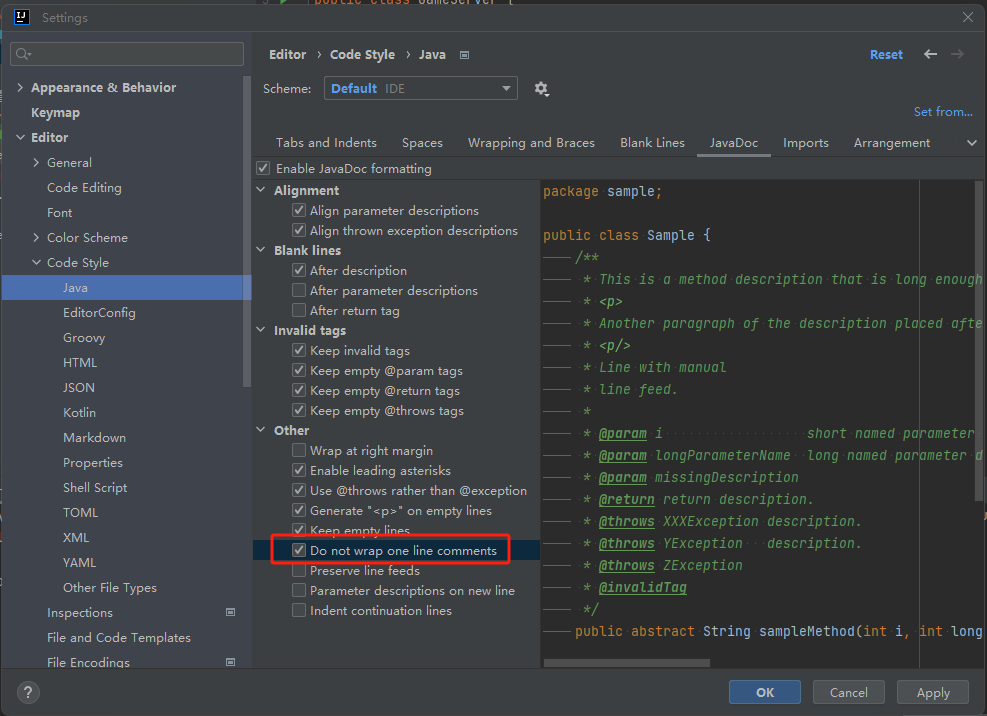 public class GameServer {
Settings
Appearance & Behavior
Keymap
Editor
General
Code Editing
Font
Color Scheme
Code Style
Java
EditorConfig
Groovy
HTML
JSON
Kotlin
Markdown
Properties
Shell Script
TOML
XML
YAML
Other File Types
Inspections
File and Code Templates
File Encodings
Editor › Code Style › Java
Reset
Scheme: Default IDE
Set from...
Tabs and Indents Spaces Wrapping and Braces Blank Lines JavaDoc Imports Arrangement
Enable JavaDoc formatting
Alignment
Align parameter descriptions
Align thrown exception descriptions
Blank lines
After description
After parameter descriptions
After return tag
Invalid tags
Keep invalid tags
Keep empty @param tags
Keep empty @return tags
Keep empty @throws tags
Other
Wrap at right margin
Enable leading asterisks
Use @throws rather than @exception
Generate "<p>" on empty lines
Keep empty lines
Do not wrap one line comments
Preserve line feeds
Parameter descriptions on new line
Indent continuation lines
package sample;
public class Sample {
/**
* This is a method description that is long enough
* <p>
* Another paragraph of the description placed afte
* <p/>
* Line with manual
* line feed.
*
* @param i short named parameter
* @param longParameterName long named parameter d
* @param missingDescription
* @return return description.
* @throws XXXException description.
* @throws YException description.
* @throws ZException
* @invalidTag
*/
public abstract String sampleMethod(int i, int long
?
OK
Cancel
Apply